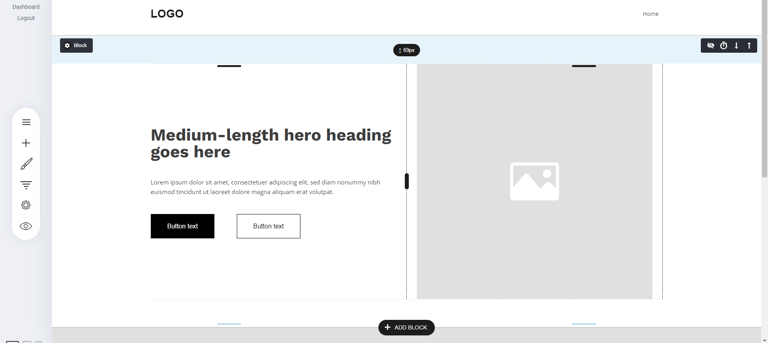 Dashboard
Logout
LOGO
Home
Block
69px
Medium-length hero heading
goes here
Lorem ipsum dolor sit amet, consectetuer adipiscing elit, sed diam nonummy nibh
euismod tincidunt ut laoreet dolore magna aliquam erat volutpat.
Button text
Button text
ADD BLOCK